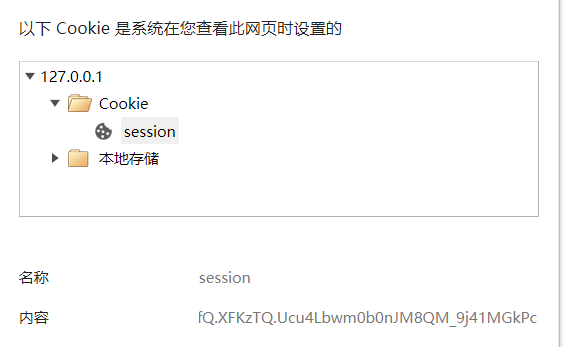 以下 Cookie 是系统在您查看此网页时设置的
127.0.0.1
Cookie
session
本地存储
名称 session
内容 fQ.XFKzTQ.Ucu4Lbwm0b0nJM8QM_9j41MGkPc